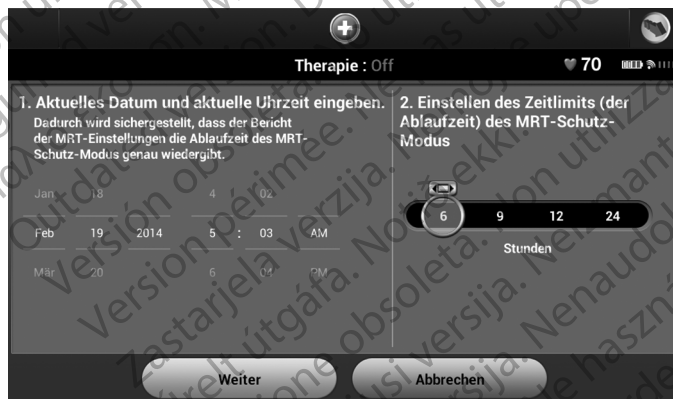 Therapie : Off
70
1. Aktuelles Datum und aktuelle Uhrzeit eingeben.
Dadurch wird sichergestellt, dass der Bericht
der MRT-Einstellungen die Ablaufzeit des MRT-
Schutz-Modus genau wiedergibt.
Jan 18 4 02
Feb 19 2014 5 : 03 AM
Mär 20 6 04 PM
2. Einstellen des Zeitlimits (der
Ablaufzeit) des MRT-Schutz-
Modus
6 9 12 24
Stunden
Weiter
Abbrechen